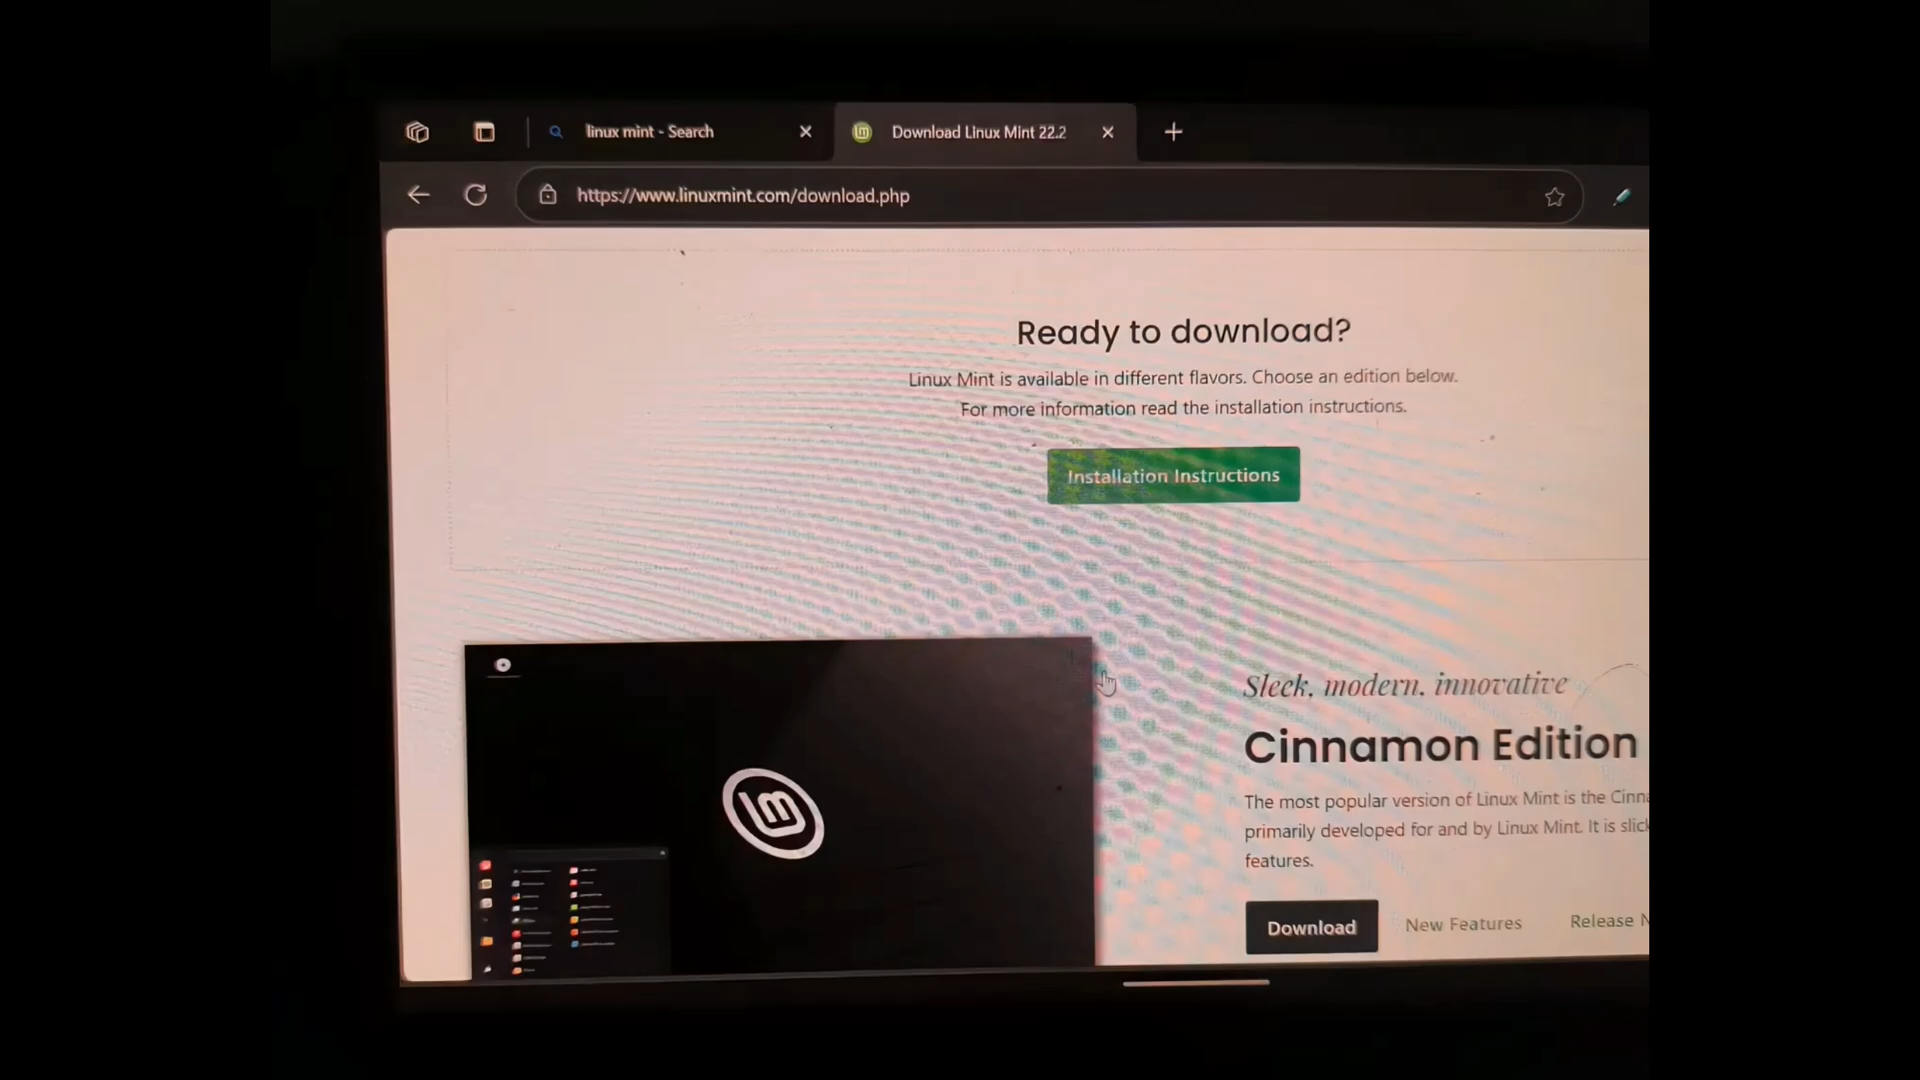 linux mint - Search
Download Linux Mint 22.2
https://www.linuxmint.com/download.php
Ready to download?
Linux Mint is available in different flavors. Choose an edition below.
For more information read the installation instructions.
Installation Instructions
Sleek, modern, innovative
Cinnamon Edition
The most popular version of Linux Mint is the
primarily developed for and by Linux Mint. It is
features.
Download New Features Release